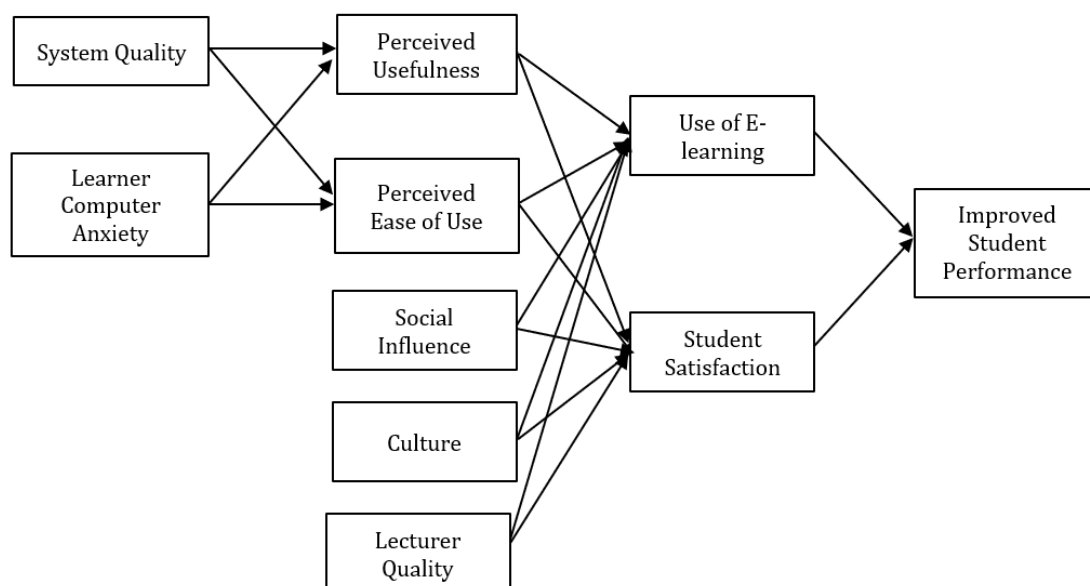 System Quality
Perceived
Usefulness
Use of E-
learning
Learner
Computer
Anxiety
Perceived
Ease of Use
Improved
Student
Performance
Social
Influence
Student
Satisfaction
Culture
Lecturer
Quality